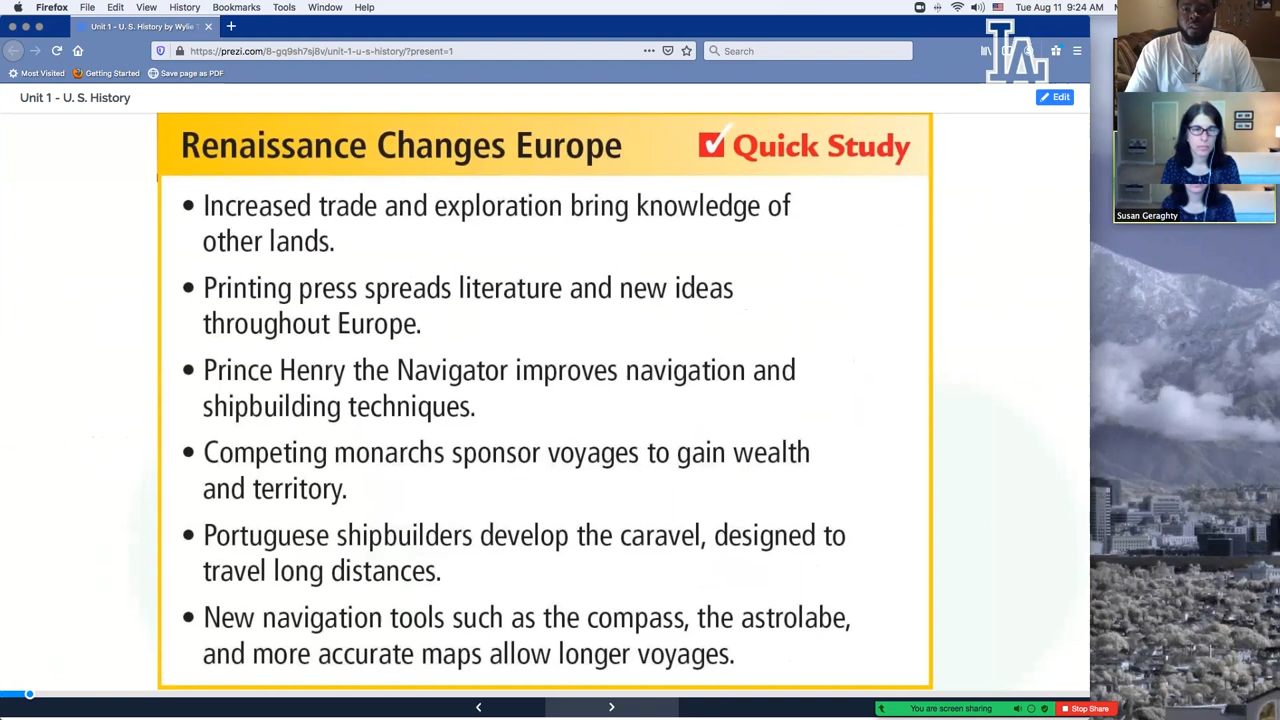 Firefox File Edit View History Bookmarks Tools Window Help
Tue Aug 11 9:24 AM
Unit 1 - U. S. History by Wylie
https://prezi.com/8-gq9sh7sj8v/unit-1-u-s-history/?present=1
Search
LA
Most Visited Getting Started Save page as PDF
Unit 1 - U. S. History
Edit
Renaissance Changes Europe
Quick Study
• Increased trade and exploration bring knowledge of
other lands.
• Printing press spreads literature and new ideas
throughout Europe.
• Prince Henry the Navigator improves navigation and
shipbuilding techniques.
• Competing monarchs sponsor voyages to gain wealth
and territory.
• Portuguese shipbuilders develop the caravel, designed to
travel long distances.
• New navigation tools such as the compass, the astrolabe,
and more accurate maps allow longer voyages.
Susan Geraghty
You are screen sharing
Stop Share